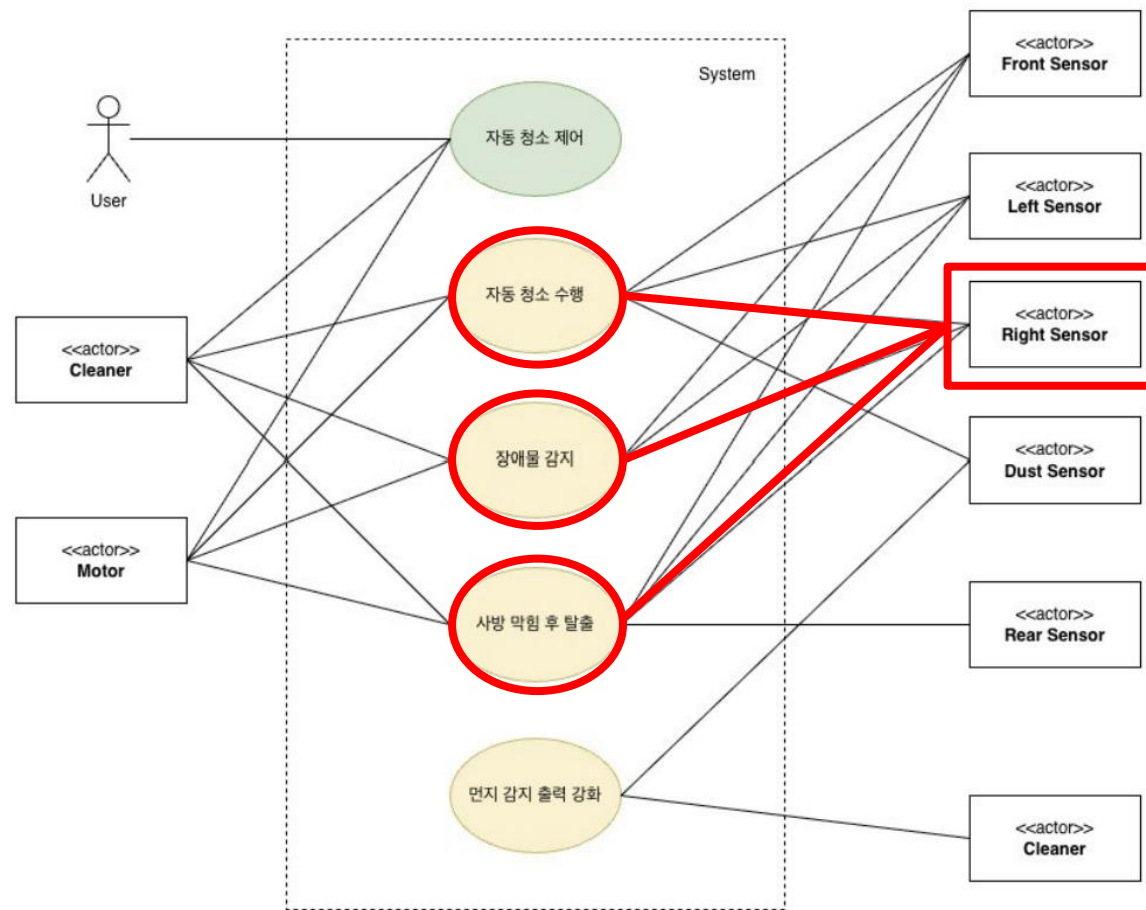 System
<<actor>>
Front Sensor
자동 청소 제어
User
<<actor>>
Left Sensor
자동 청소 수행
<<actor>>
Right Sensor
<<actor>>
Cleaner
장애물 감지
<<actor>>
Dust Sensor
<<actor>>
Motor
사방 막힘 후 탈출
<<actor>>
Rear Sensor
먼지 감지 출력 강화
<<actor>>
Cleaner